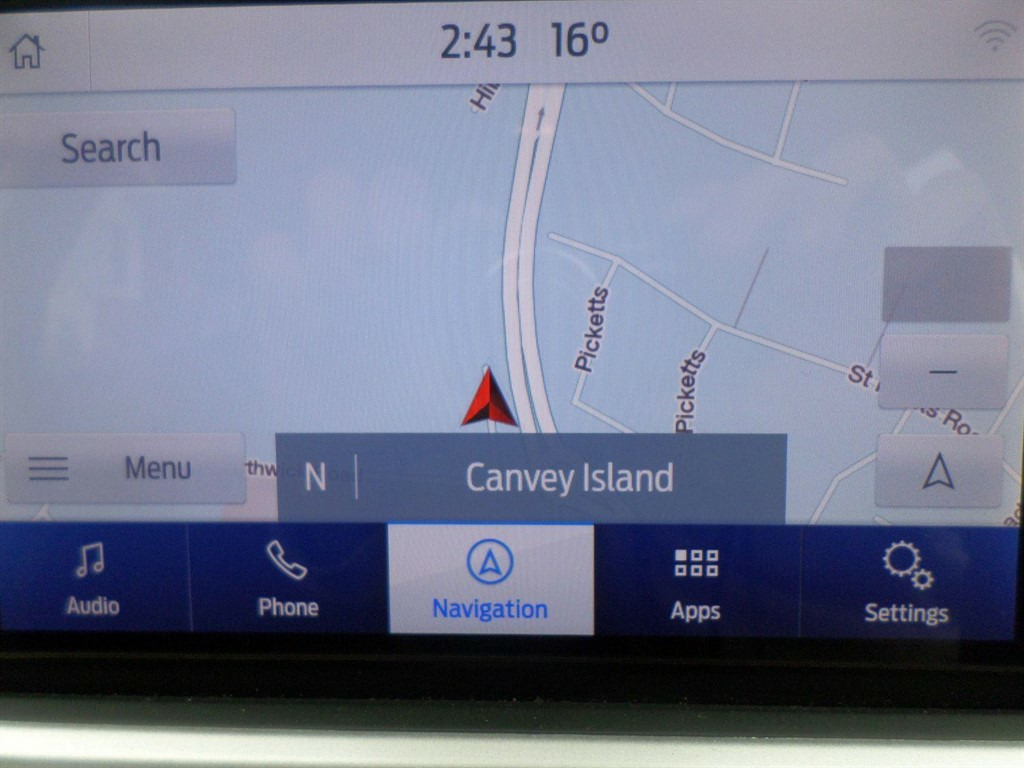 2:43 16°
Search
Picketts
Picketts
Menu
N Canvey Island
Audio
Phone
Navigation
Apps
Settings